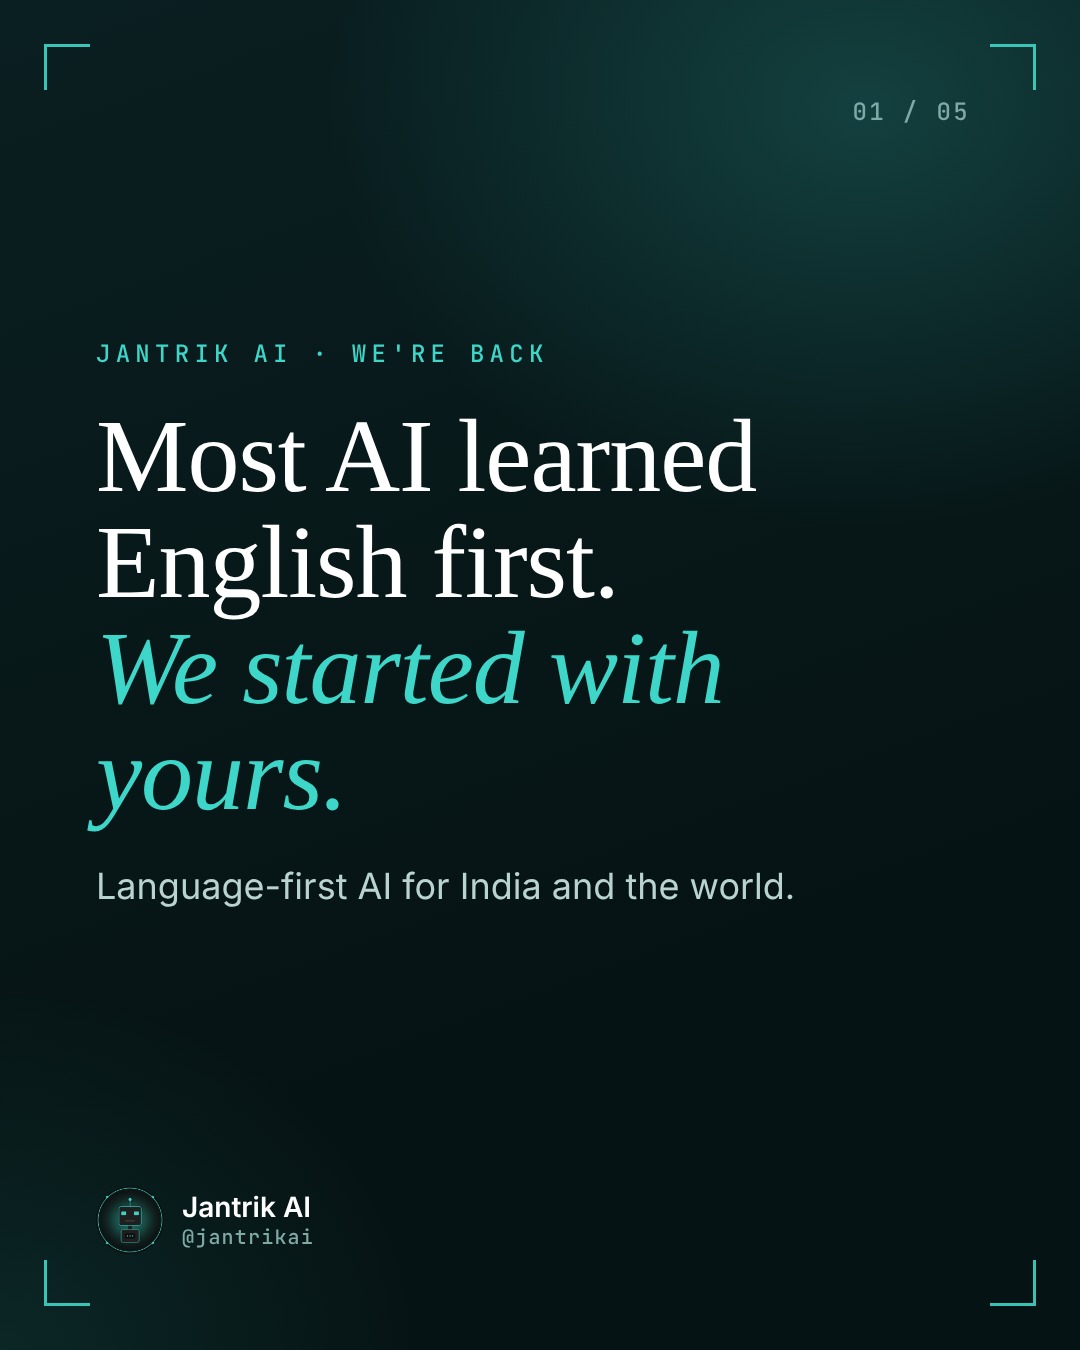 01 / 05
JANTRIK AI · WE'RE BACK
Most AI learned
English first.
We started with
yours.
Language-first AI for India and the world.
Jantrik AI
@jantrikai